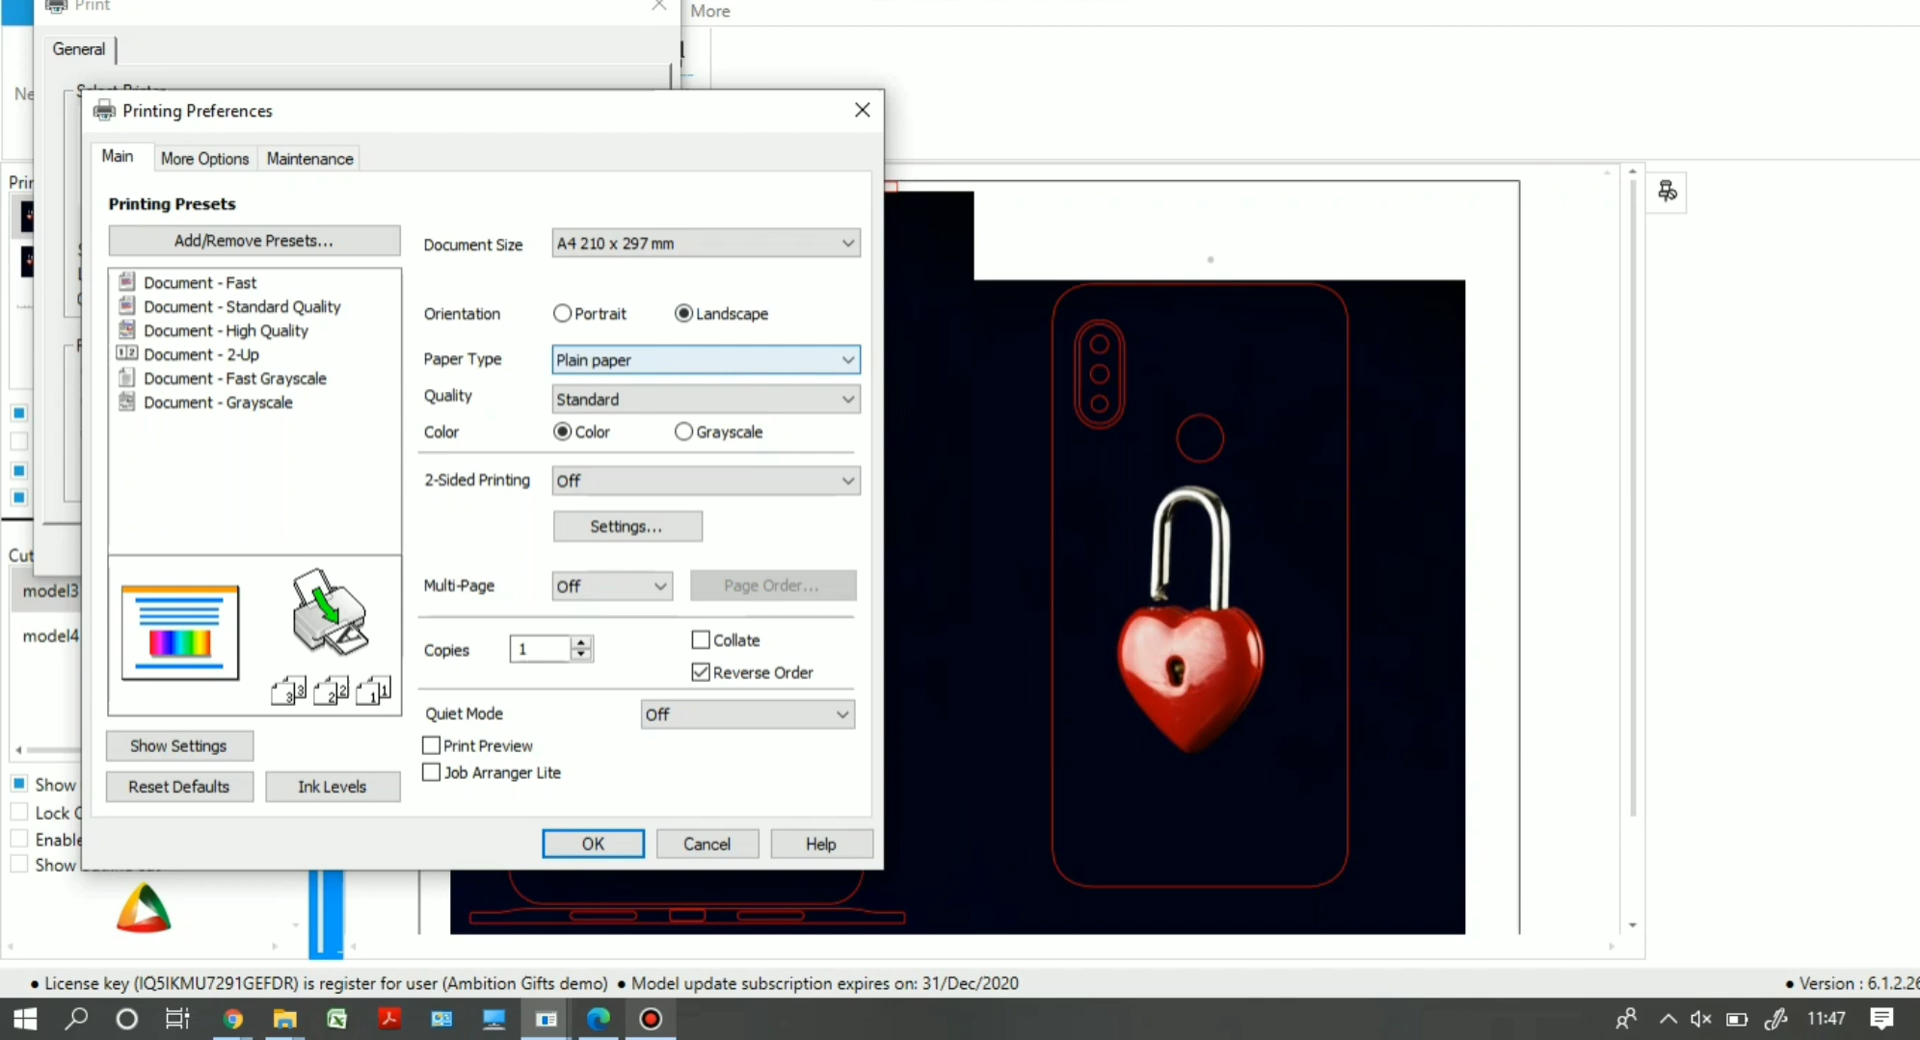 Print
More
General
Printing Preferences
Main
More Options
Maintenance
Printing Presets
Add/Remove Presets...
Document - Fast
Document - Standard Quality
Document - High Quality
Document - 2-Up
Document - Fast Grayscale
Document - Grayscale
Show Settings
Reset Defaults
Ink Levels
Document Size
A4 210 x 297 mm
Orientation
Portrait
Landscape
Paper Type
Plain paper
Quality
Standard
Color
Color
Grayscale
2-Sided Printing
Off
Settings...
Multi-Page
Off
Page Order...
Copies
1
Collate
Reverse Order
Quiet Mode
Off
Print Preview
Job Arranger Lite
OK
Cancel
Help
model3
model4
Show
Lock
Enable
Show
• License key (IQ5IKMU7291GEFDR) is register for user (Ambition Gifts demo) • Model update subscription expires on: 31/Dec/2020
• Version : 6.1.2.26
11:47